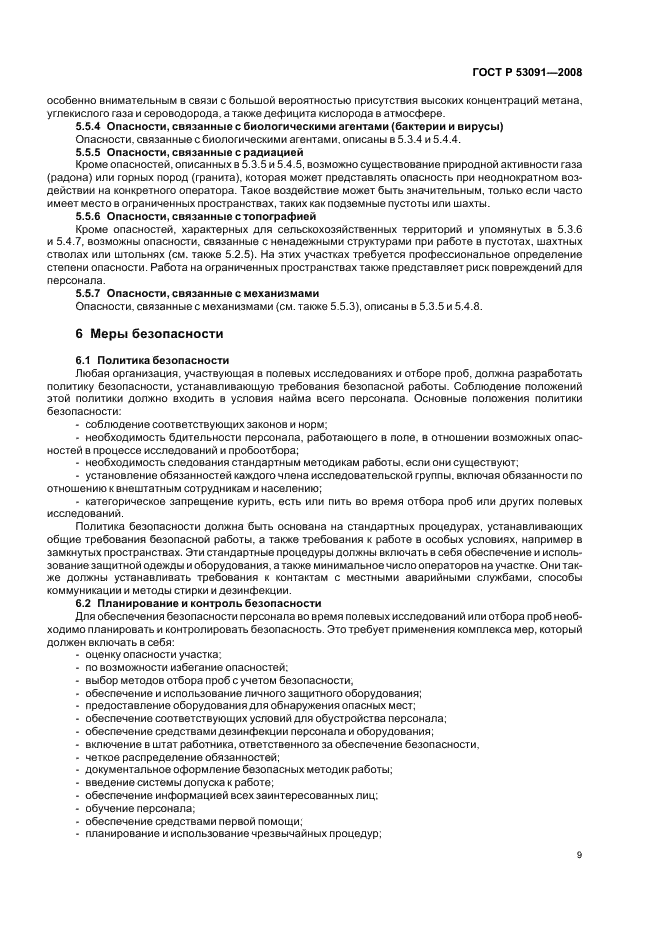 ГОСТ Р 53091—2008
особенно внимательным в связи с большой вероятностью присутствия высоких концентраций метана,
углекислого газа и сероводорода, а также дефицита кислорода в атмосфере.
5.5.4 Опасности, связанные с биологическими агентами (бактерии и вирусы)
Опасности, связанные с биологическими агентами, описаны в 5.3.4 и 5.4.4.
5.5.5 Опасности, связанные с радиацией
Кроме опасностей, описанных в 5.3.5 и 5.4.5, возможно существование природной активности газа
(радона) или горных пород (гранита), которая может представлять опасность при неоднократном воз-
действии на конкретного оператора. Такое воздействие может быть значительным, только если часто
имеет место в ограниченных пространствах, таких как подземные пустоты или шахты.
5.5.6 Опасности, связанные с топографией
Кроме опасностей, характерных для сельскохозяйственных территорий и упомянутых в 5.3.6
и 5.4.7, возможны опасности, связанные с ненадежными структурами при работе в пустотах, шахтных
стволах или штольнях (см. также 5.2.5). На этих участках требуется профессиональное определение
степени опасности. Работа на ограниченных пространствах также представляет риск повреждений для
персонала.
5.5.7 Опасности, связанные с механизмами
Опасности, связанные с механизмами (см. также 5.5.3), описаны в 5.3.5 и 5.4.8.
6 Меры безопасности
6.1 Политика безопасности
Любая организация, участвующая в полевых исследованиях и отборе проб, должна разработать
политику безопасности, устанавливающую требования безопасной работы. Соблюдение положений
этой политики должно входить в условия найма всего персонала. Основные положения политики
безопасности:
- соблюдение соответствующих законов и норм;
- необходимость бдительности персонала, работающего в поле, в отношении возможных опас-
ностей в процессе исследований и пробоотбора;
- необходимость следования стандартным методикам работы, если они существуют;
- установление обязанностей каждого члена исследовательской группы, включая обязанности по
отношению к внештатным сотрудникам и населению;
- категорическое запрещение курить, есть или пить во время отбора проб или других полевых
исследований.
Политика безопасности должна быть основана на стандартных процедурах, устанавливающих
общие требования безопасной работы, а также требования к работе в особых условиях, например в
замкнутых пространствах. Эти стандартные процедуры должны включать в себя обеспечение и исполь-
зование защитной одежды и оборудования, а также минимальное число операторов на участке. Они так-
же должны устанавливать требования к контактам с местными аварийными службами, способы
коммуникации и методы стирки и дезинфекции.
6.2 Планирование и контроль безопасности
Для обеспечения безопасности персонала во время полевых исследований или отбора проб необ-
ходимо планировать и контролировать безопасность. Это требует применения комплекса мер, который
должен включать в себя:
- оценку опасности участка;
- по возможности избегание опасностей;
- выбор методов отбора проб с учетом безопасности,
- обеспечение и использование личного защитного оборудования;
- предоставление оборудования для обнаружения опасных мест;
- обеспечение соответствующих условий для обустройства персонала;
- обеспечение средствами дезинфекции персонала и оборудования;
- включение в штат работника, ответственного за обеспечение безопасности,
- четкое распределение обязанностей;
- документальное оформление безопасных методик работы;
- введение системы допуска к работе;
- обеспечение информацией всех заинтересованных лиц;
- обучение персонала;
- обеспечение средствами первой помощи;
- планирование и использование чрезвычайных процедур;
9